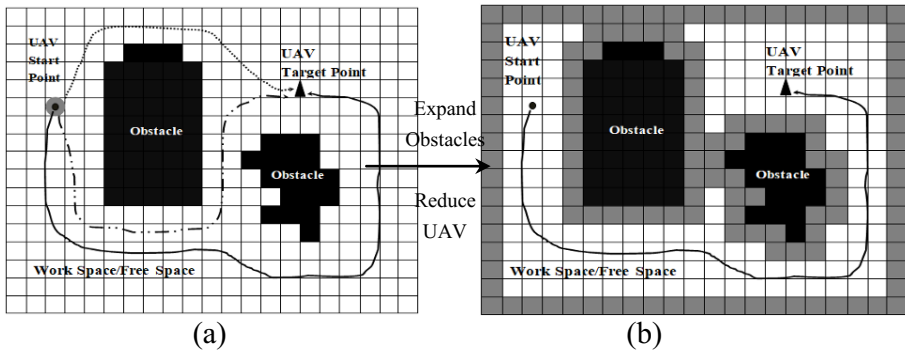 UAV
Start
Point
UAV
Target Point
Obstacle
Obstacle
Work Space/Free Space
(a)
Expand
Obstacles
Reduce
UAV
UAV
Start
Point
UAV
Target Point
Obstacle
Obstacle
Work Space/Free Space
(b)